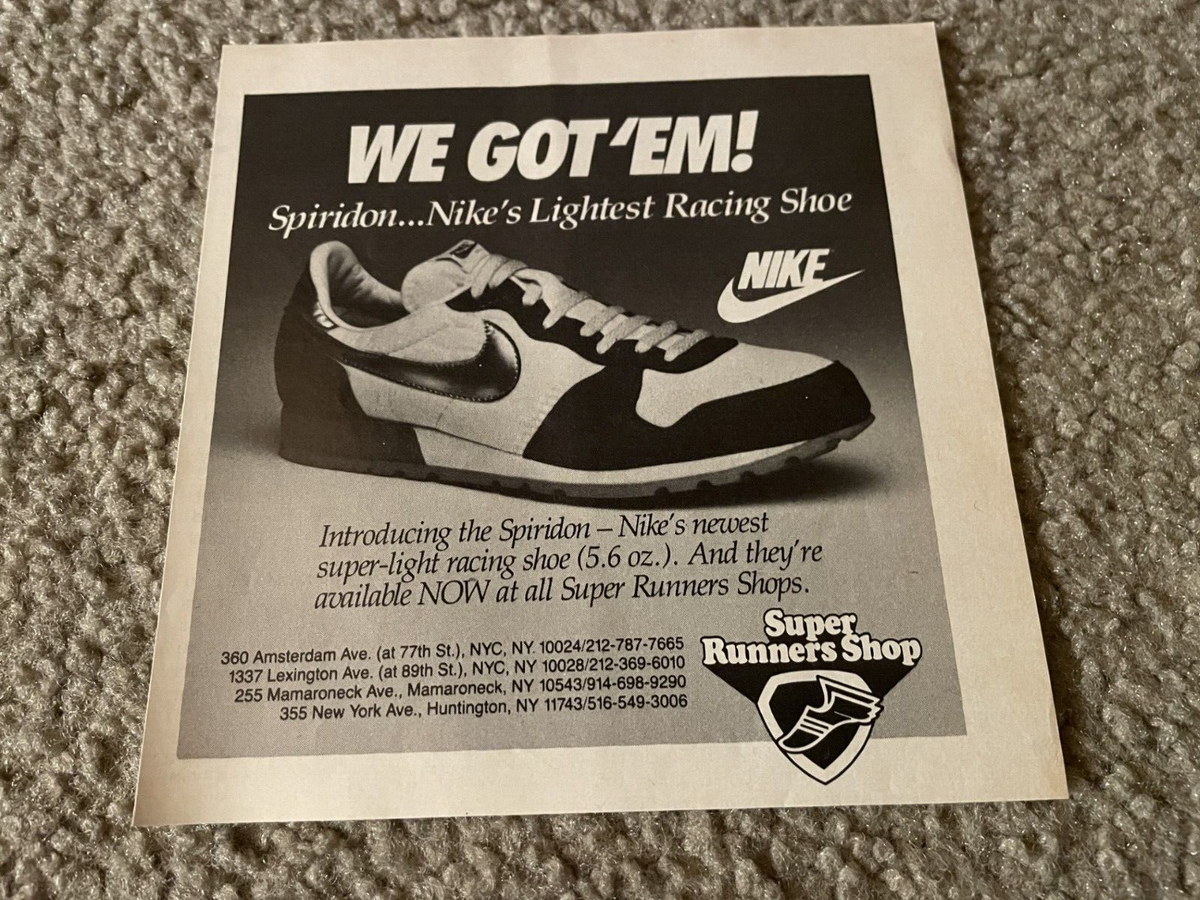 WE GOT 'EM!
Spiridon...Nike's Lightest Racing Shoe
NIKE
Introducing the Spiridon – Nike's newest
super-light racing shoe (5.6 oz.). And they're
available NOW at all Super Runners Shops.
360 Amsterdam Ave. (at 77th St.), NYC, NY. 10024/212-787-7665
1337 Lexington Ave. (at 89th St.), NYC, NY 10028/212-369-6010
255 Mamaroneck Ave., Mamaroneck, NY 10543/914-698-9290
355 New York Ave., Huntington, NY 11743/516-549-3006
Super
Runners Shop